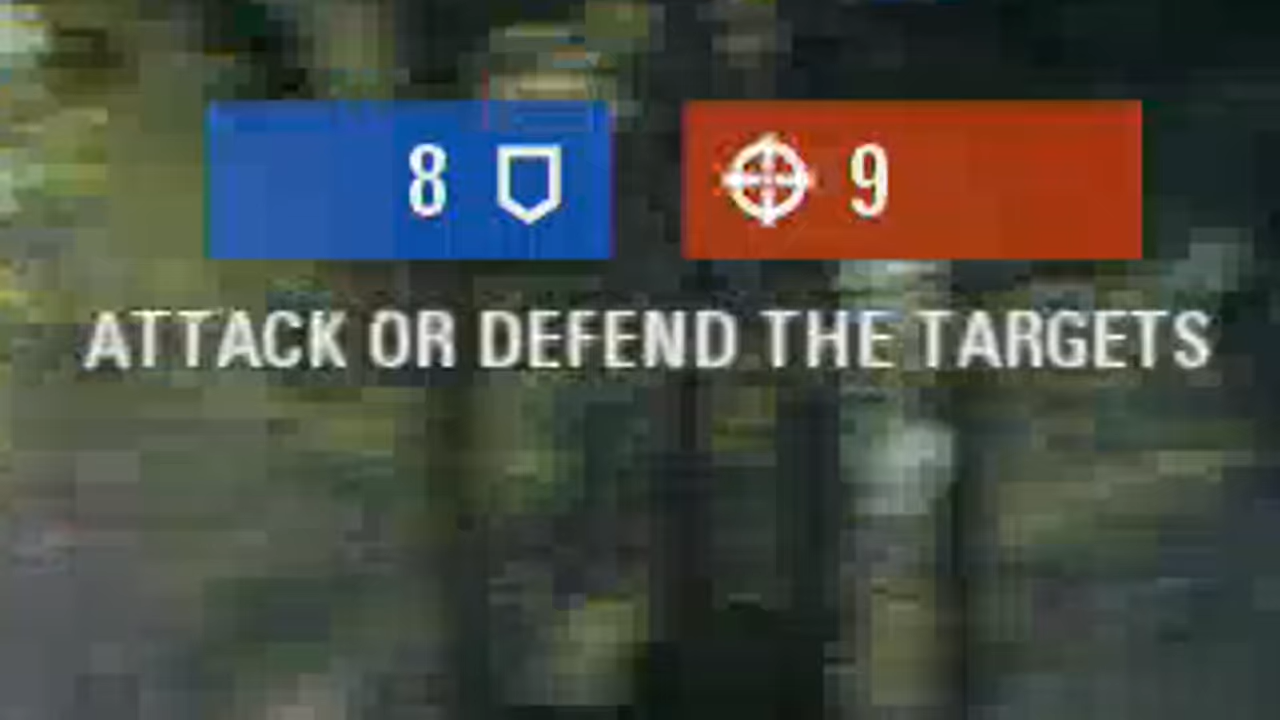 8 9
ATTACK OR DEFEND THE TARGETS